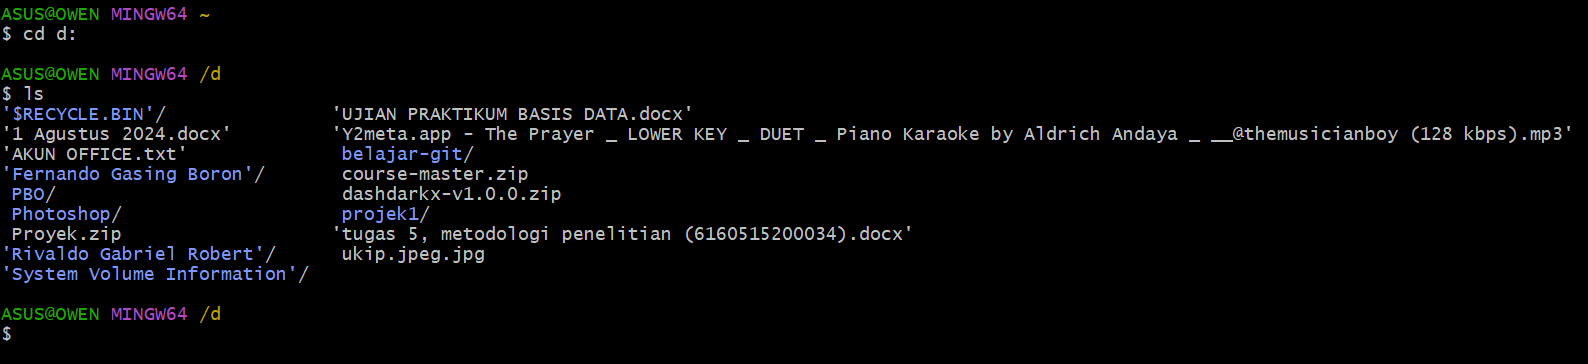 ASUS@OWEN MINGW64 ~
$ cd d:
ASUS@OWEN MINGW64 /d
$ ls
'$RECYCLE.BIN'/ 'UJIAN PRAKTIKUM BASIS DATA.docx'
'1 Agustus 2024.docx' 'Y2meta.app - The Prayer _ LOWER KEY _ DUET _ Piano Karaoke by Aldrich Andaya _ __@themusicianboy (128 kbps).mp3'
'AKUN OFFICE.txt' belajar-git/
'Fernando Gasing Boron'/ course-master.zip
PBO/ dashdarkx-v1.0.0.zip
Photoshop/ projek1/
Proyek.zip 'tugas 5, metodologi penelitian (6160515200034).docx'
'Rivaldo Gabriel Robert'/ ukip.jpeg.jpg
'System Volume Information'/
ASUS@OWEN MINGW64 /d
$